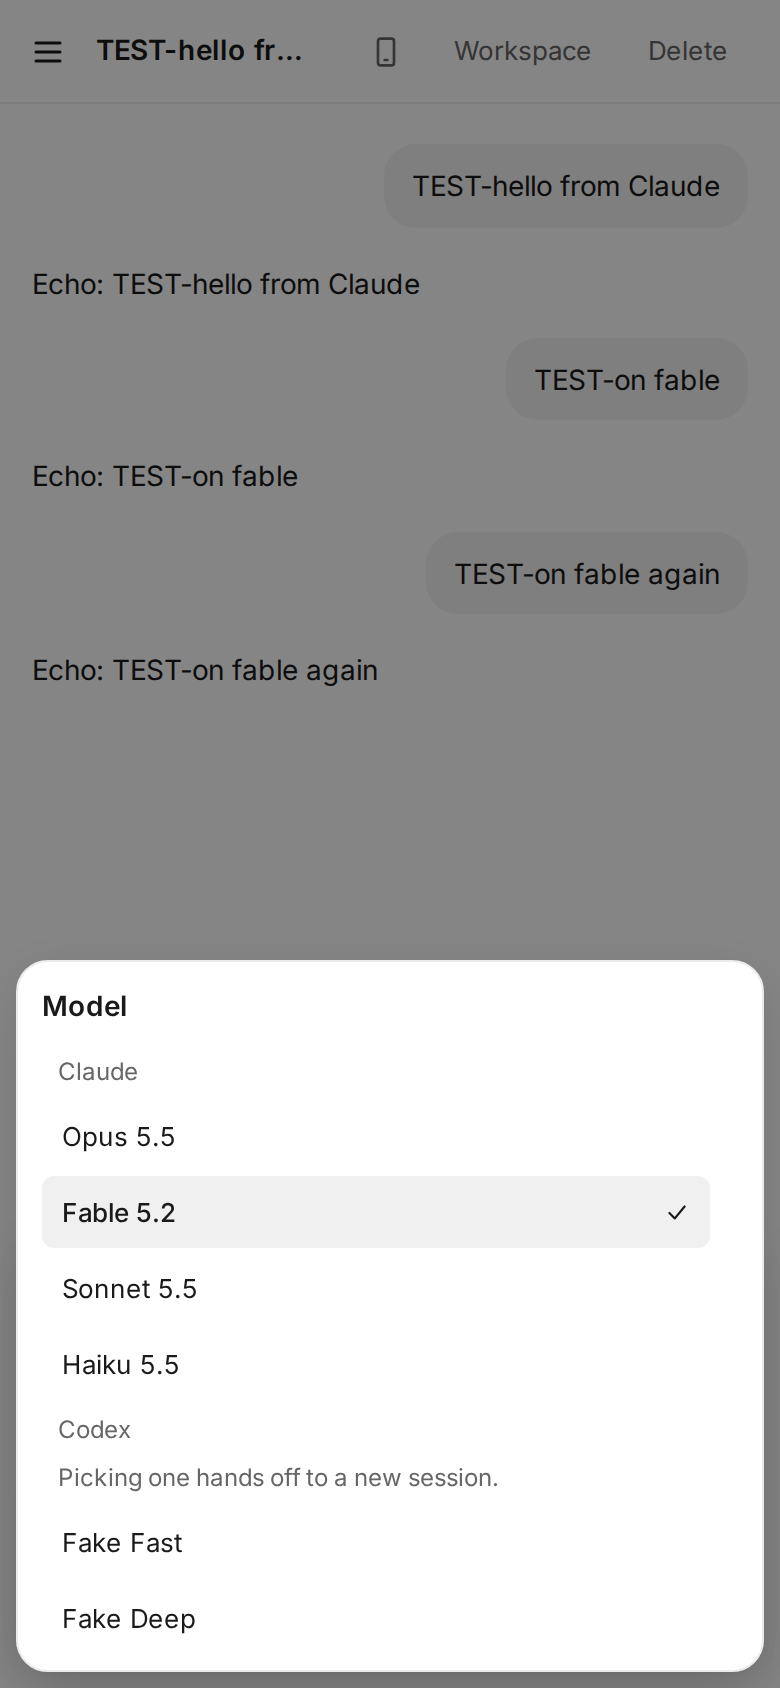 TEST-hello fr...
Workspace
Delete
TEST-hello from Claude
Echo: TEST-hello from Claude
TEST-on fable
Echo: TEST-on fable
TEST-on fable again
Echo: TEST-on fable again
Model
Claude
Opus 5.5
Fable 5.2
Sonnet 5.5
Haiku 5.5
Codex
Picking one hands off to a new session.
Fake Fast
Fake Deep